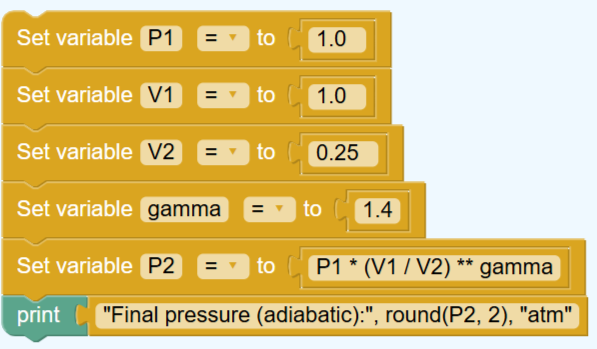 Set variable P1 = to 1.0
Set variable V1 = to 1.0
Set variable V2 = to 0.25
Set variable gamma = to 1.4
Set variable P2 = to P1 * (V1 / V2) ** gamma
print "Final pressure (adiabatic):", round(P2, 2), "atm"